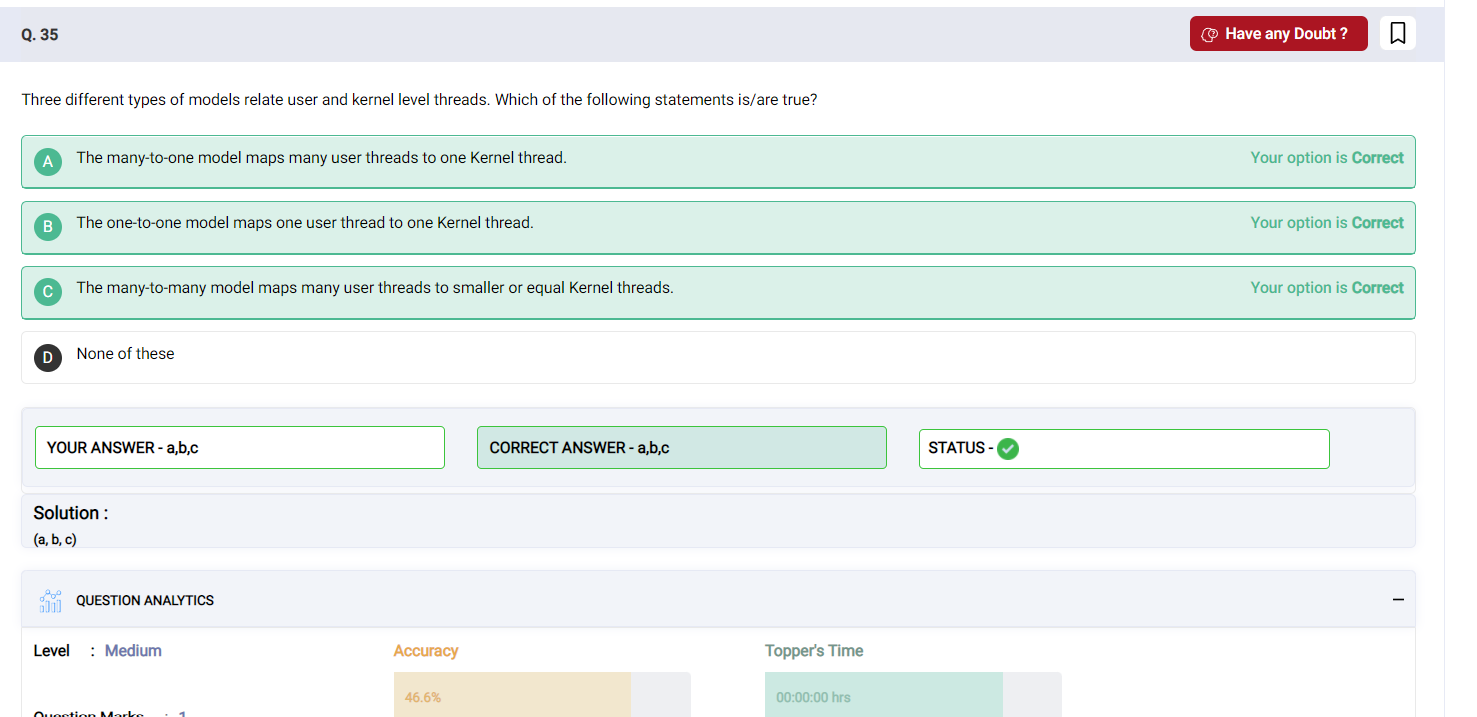 Q. 35
Have any Doubt ?
Three different types of models relate user and kernel level threads. Which of the following statements is/are true?
A The many-to-one model maps many user threads to one Kernel thread. Your option is Correct
B The one-to-one model maps one user thread to one Kernel thread. Your option is Correct
C The many-to-many model maps many user threads to smaller or equal Kernel threads. Your option is Correct
D None of these
YOUR ANSWER - a,b,c CORRECT ANSWER - a,b,c STATUS -
Solution :
(a, b, c)
QUESTION ANALYTICS
Level : Medium Accuracy Topper's Time
46.6% 00:00:00 hrs
Question Marks : 1